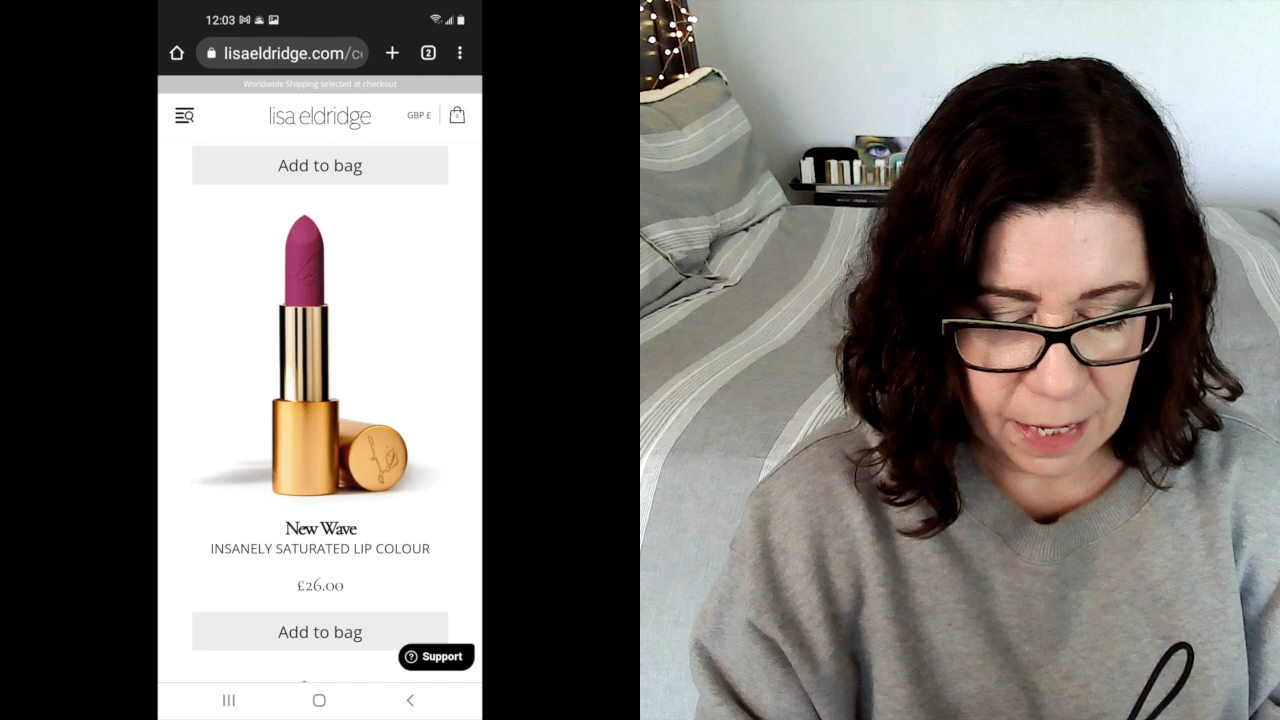 12:03
lisaeldridge.com/c
2
Worldwide Shipping selected at checkout
lisa eldridge
GBP £
Add to bag
New Wave
INSANELY SATURATED LIP COLOUR
£26.00
Add to bag
Support